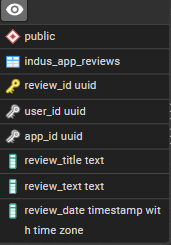 public
indus_app_reviews
review_id uuid
user_id uuid
app_id uuid
review_title text
review_text text
review_date timestamp wit
h time zone